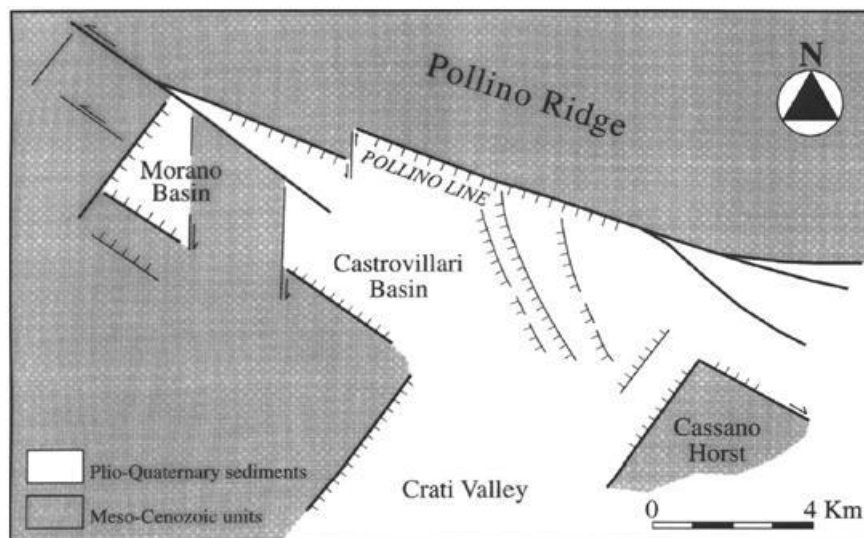 N
Pollino Ridge
POLLINO LINE
Morano
Basin
Castrovillari
Basin
Cassano
Horst
Crati Valley
Plio-Quaternary sediments
Meso-Cenozoic units
0 4 Km